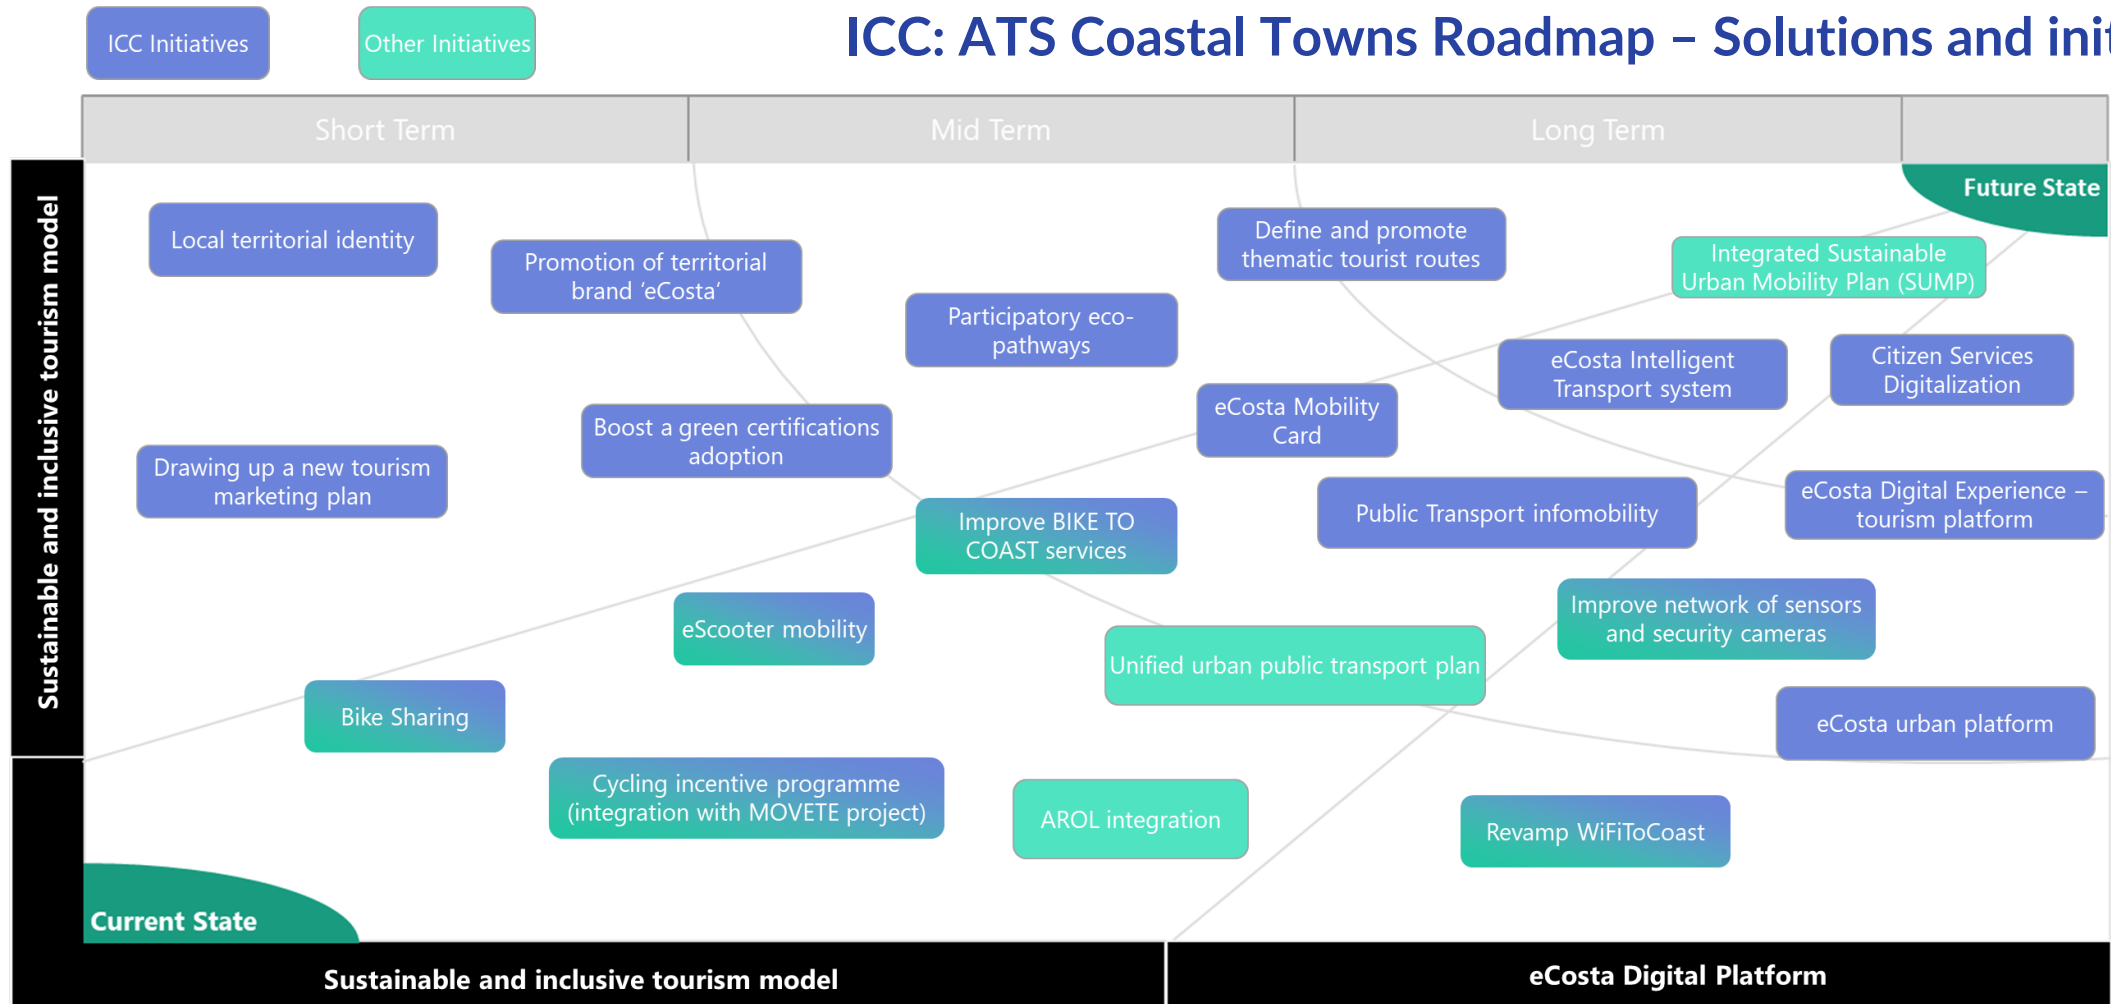 ICC Initiatives
Other Initiatives
ICC: ATS Coastal Towns Roadmap – Solutions and
Short Term
Mid Term
Long Term
Future State
Sustainable and inclusive tourism model
Local territorial identity
Promotion of territorial
brand ‘eCosta‘
Define and promote
thematic tourist routes
Integrated Sustainable
Urban Mobility Plan (SUMP)
Participatory eco-
pathways
eCosta Intelligent
Transport system
Citizen Services
Digitalization
eCosta Mobility
Card
Boost a green certifications
adoption
Drawing up a new tourism
marketing plan
eCosta Digital Experience –
tourism platform
Public Transport infomobility
Improve BIKE TO
COAST services
Improve network of sensors
and security cameras
eScooter mobility
Unified urban public transport plan
Bike Sharing
eCosta urban platform
Cycling incentive programme
(integration with MOVETE project)
AROL integration
Revamp WiFiToCoast
Current State
Sustainable and inclusive tourism model
eCosta Digital Platform